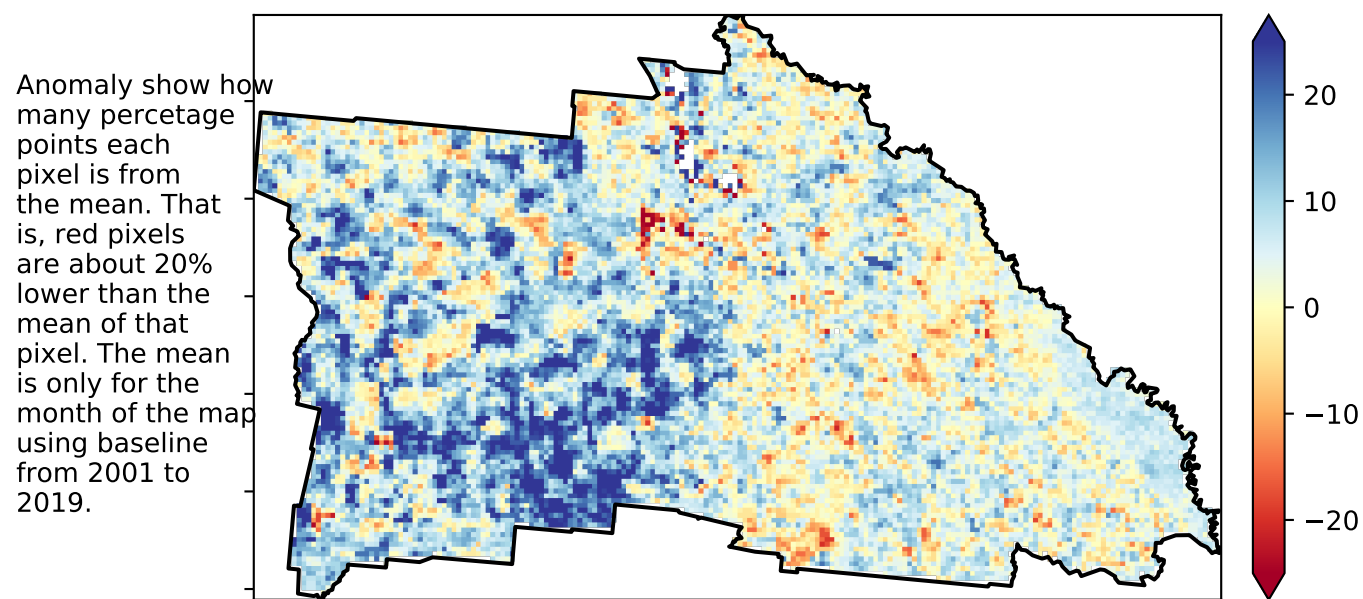 Anomaly show how
many percetage
points each
pixel is from
the mean. That
is, red pixels
are about 20%
lower than the
mean of that
pixel. The mean
is only for the
month of the map
using baseline
from 2001 to
2019.
20
10
0
−10
−20